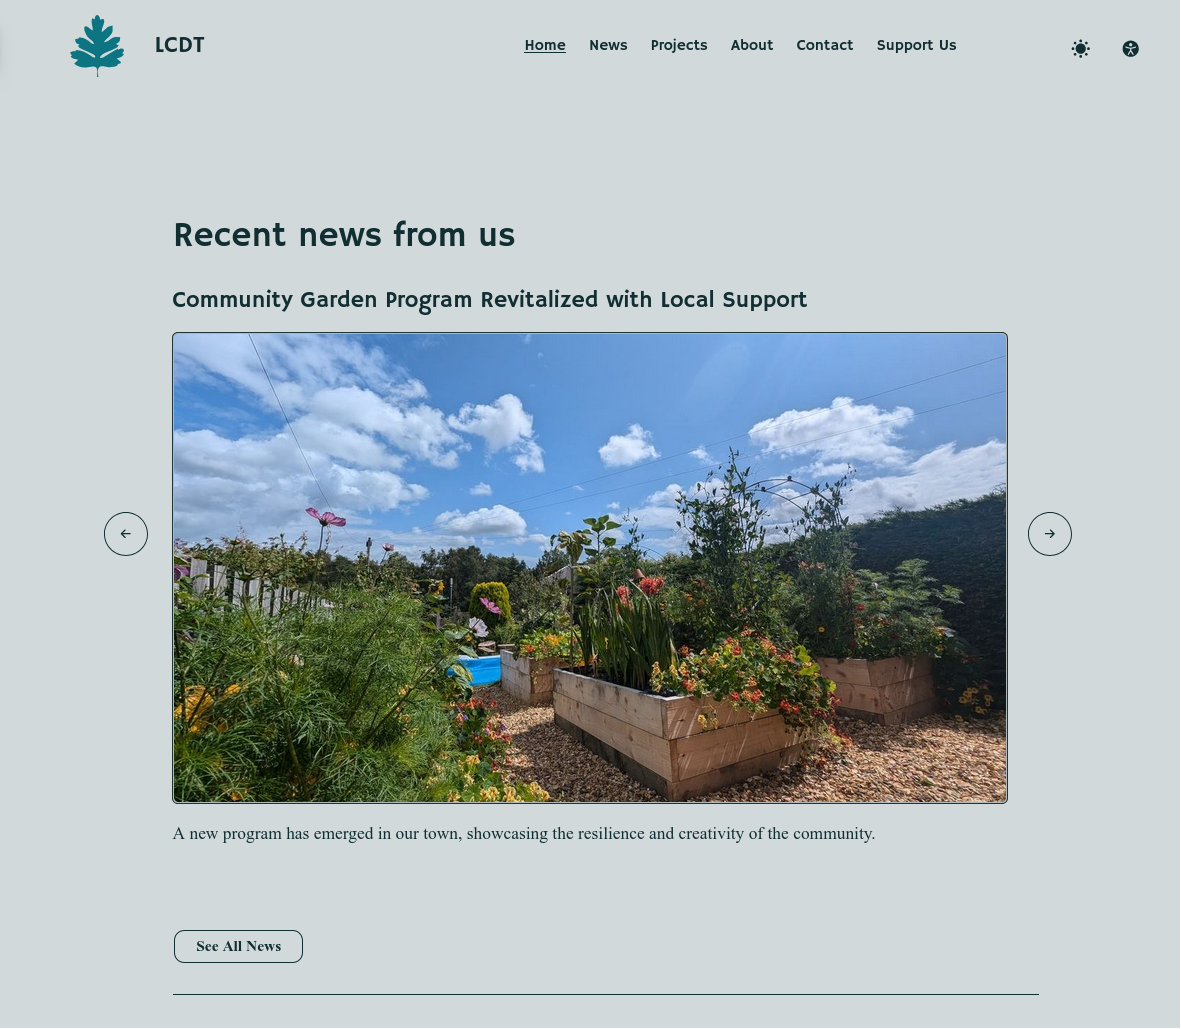 LCDT
Home News Projects About Contact Support Us
Recent news from us
Community Garden Program Revitalized with Local Support
A new program has emerged in our town, showcasing the resilience and creativity of the community.
See All News